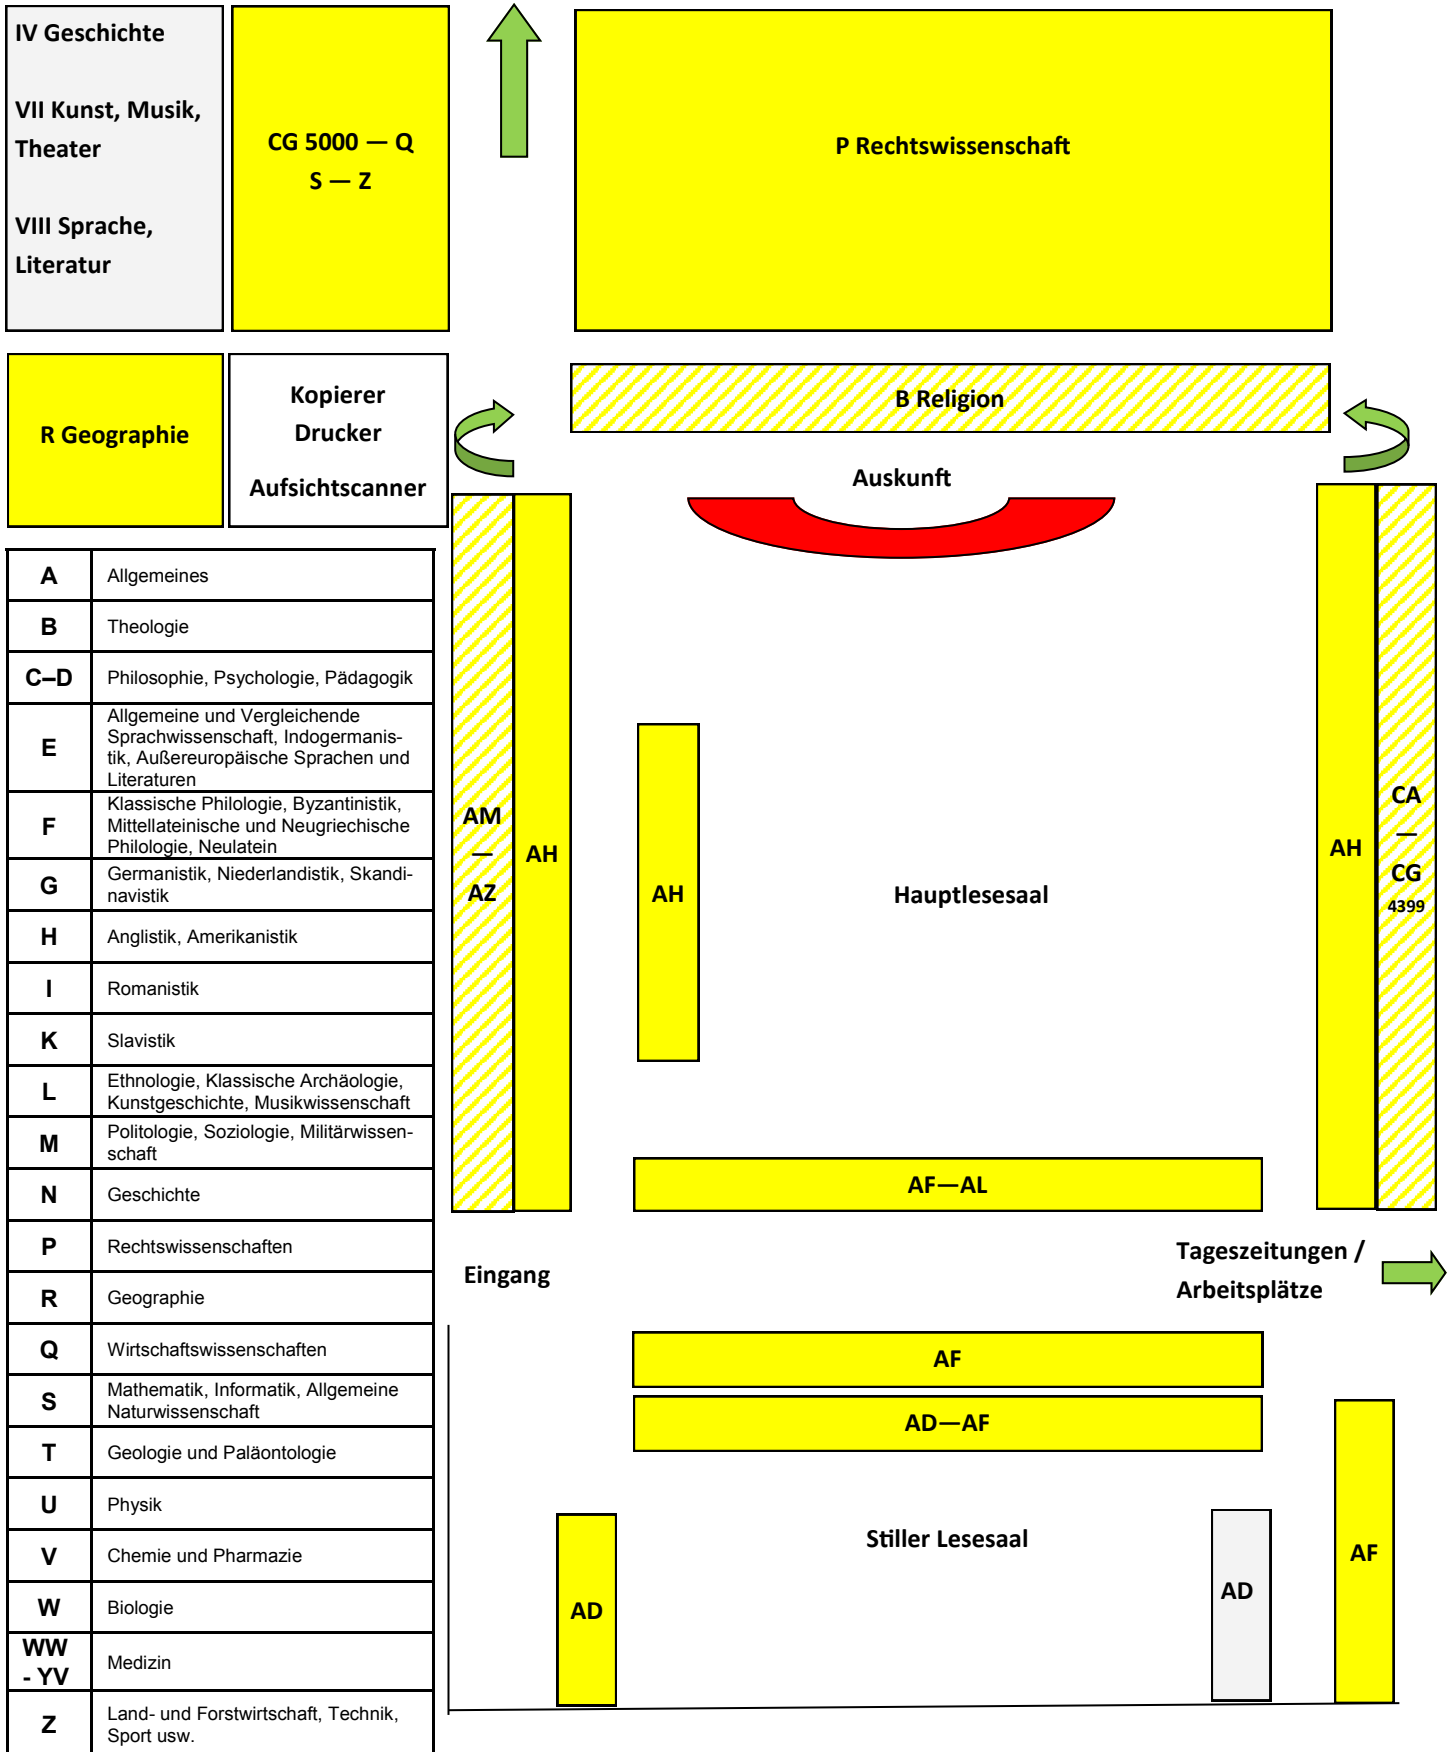 IV Geschichte
VII Kunst, Musik,
Theater
VIII Sprache,
Literatur
CG 5000 — Q
S — Z
P Rechtswissenschaft
R Geographie
Kopierer
Drucker
Aufsichtscanner
B Religion
Auskunft
A Allgemeines
B Theologie
C–D Philosophie, Psychologie, Pädagogik
E Allgemeine und Vergleichende
Sprachwissenschaft, Indogermanis-
tik, Außereuropäische Sprachen und
Literaturen
F Klassische Philologie, Byzantinistik,
Mittellateinische und Neugriechische
Philologie, Neulatein
G Germanistik, Niederlandistik, Skandi-
navistik
H Anglistik, Amerikanistik
I Romanistik
K Slavistik
L Ethnologie, Klassische Archäologie,
Kunstgeschichte, Musikwissenschaft
M Politologie, Soziologie, Militärwissen-
schaft
N Geschichte
P Rechtswissenschaften
R Geographie
Q Wirtschaftswissenschaften
S Mathematik, Informatik, Allgemeine
Naturwissenschaft
T Geologie und Paläontologie
U Physik
V Chemie und Pharmazie
W Biologie
WW
- YV
Medizin
Z Land- und Forstwirtschaft, Technik,
Sport usw.
AM
—
AZ
AH
AH
Hauptlesesaal
AH
CA
—
CG
4399
AF—AL
Eingang
Tageszeitungen /
Arbeitsplätze
AF
AD—AF
Stiller Lesesaal
AD
AD
AF